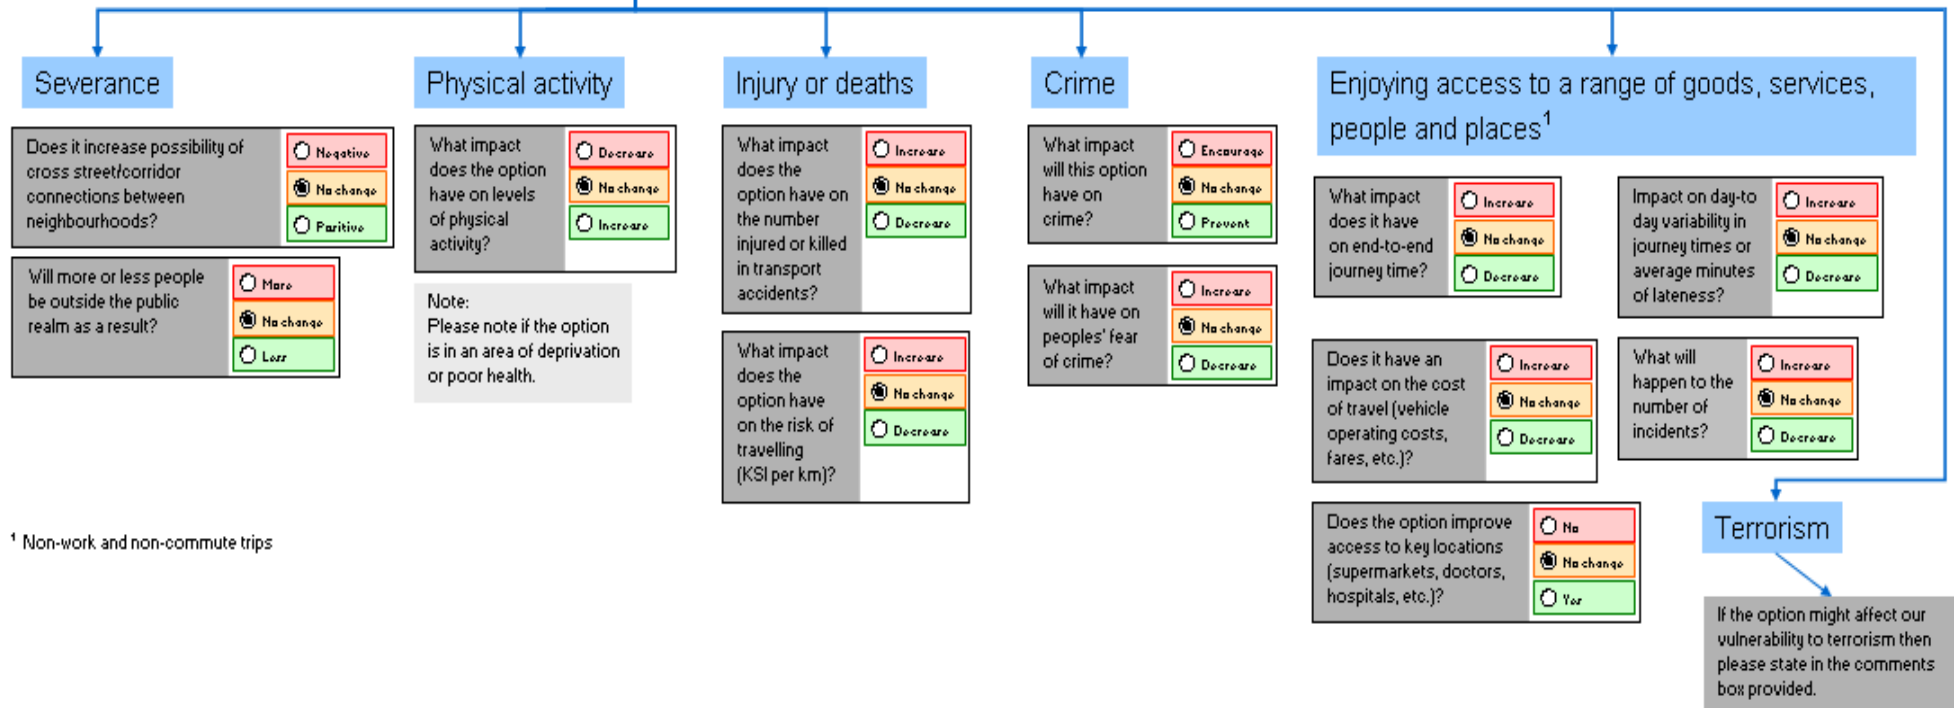 Severance
Does it increase possibility of
cross street/corridor
connections between
neighbourhoods?
Negative
No change
Positive
Will more or less people
be outside the public
realm as a result?
More
No change
Less
Physical activity
What impact
does the option
have on levels
of physical
activity?
Decrease
No change
Increase
Note:
Please note if the option
is in an area of deprivation
or poor health.
Injury or deaths
What impact
does the
option have on
the number
injured or killed
in transport
accidents?
Increase
No change
Decrease
What impact
does the
option have
on the risk of
travelling
(KSI per km)?
Increase
No change
Decrease
Crime
What impact
will this option
have on
crime?
Encourage
No change
Prevent
What impact
will it have on
peoples' fear
of crime?
Increase
No change
Decrease
Enjoying access to a range of goods, services,
people and places¹
What impact
does it have
on end-to-end
journey time?
Increase
No change
Decrease
Impact on day-to
day variability in
journey times or
average minutes
of lateness?
Increase
No change
Decrease
Does it have an
impact on the cost
of travel (vehicle
operating costs,
fares, etc.)?
Increase
No change
Decrease
What will
happen to the
number of
incidents?
Increase
No change
Decrease
Does the option improve
access to key locations
(supermarkets, doctors,
hospitals, etc.)?
No
No change
Yes
Terrorism
If the option might affect our
vulnerability to terrorism then
please state in the comments
box provided.
¹ Non-work and non-commute trips